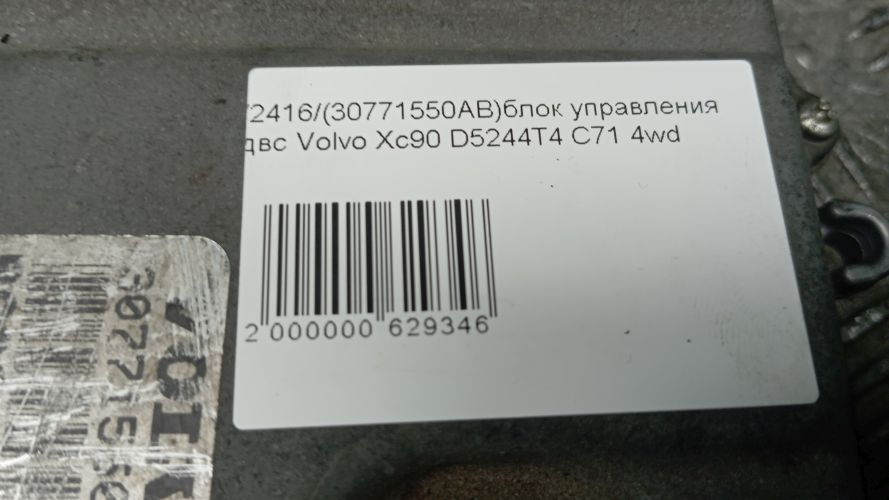 2416/(30771550AB)блок управления
двс Volvo Xc90 D5244T4 C71 4wd
2 000000 629346